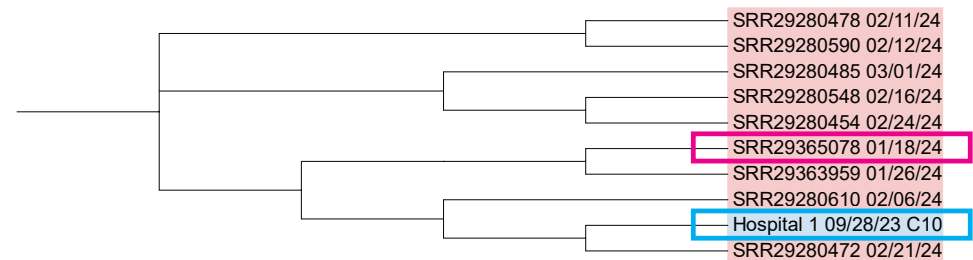 SRR29280478 02/11/24
SRR29280590 02/12/24
SRR29280485 03/01/24
SRR29280548 02/16/24
SRR29280454 02/24/24
SRR29365078 01/18/24
SRR29363959 01/26/24
SRR29280610 02/06/24
Hospital 1 09/28/23 C10
SRR29280472 02/21/24